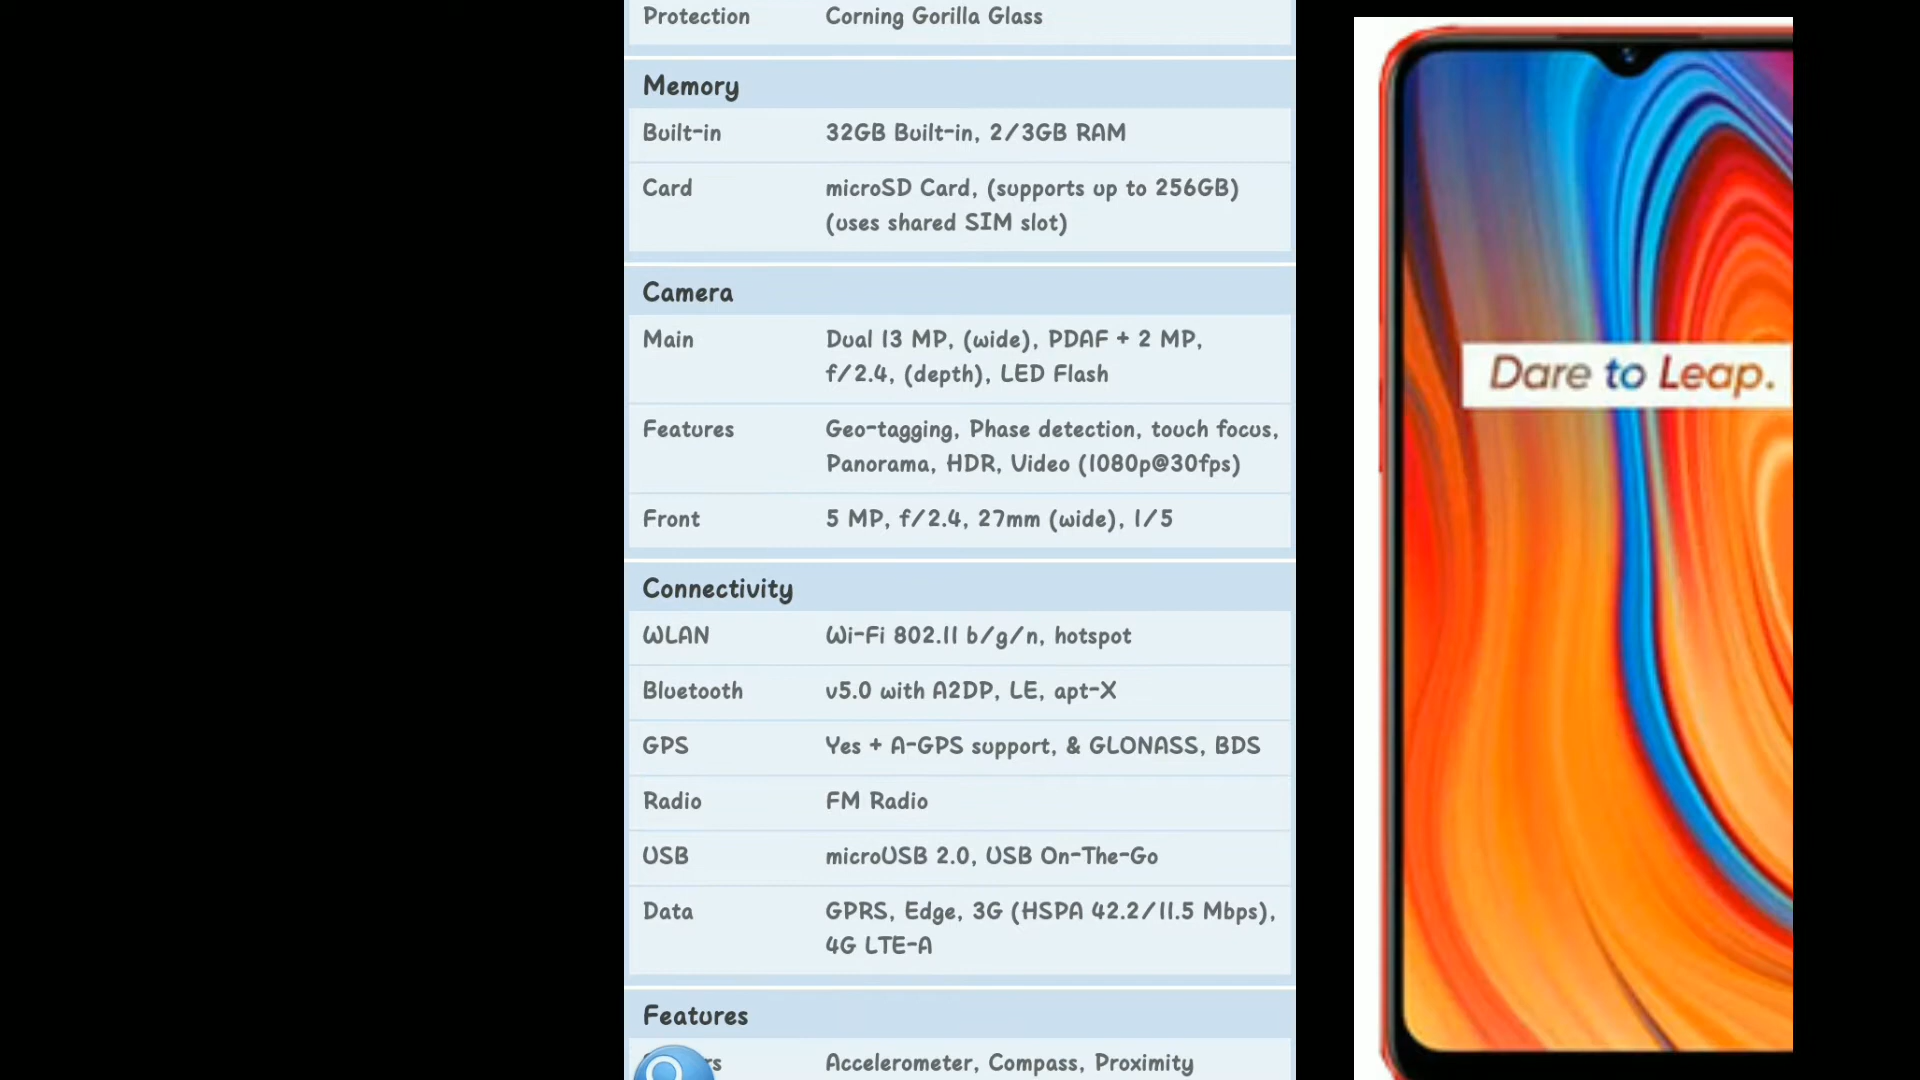 Protection Corning Gorilla Glass
Memory
Built-in 32GB Built-in, 2/3GB RAM
Card microSD Card, (supports up to 256GB)
(uses shared SIM slot)
Camera
Main Dual 13 MP, (wide), PDAF + 2 MP,
f/2.4, (depth), LED Flash
Features Geo-tagging, Phase detection, touch focus,
Panorama, HDR, Video (1080p@30fps)
Front 5 MP, f/2.4, 27mm (wide), 1/5
Connectivity
WLAN Wi-Fi 802.11 b/g/n, hotspot
Bluetooth v5.0 with A2DP, LE, apt-X
GPS Yes + A-GPS support, & GLONASS, BDS
Radio FM Radio
USB microUSB 2.0, USB On-The-Go
Data GPRS, Edge, 3G (HSPA 42.2/11.5 Mbps),
4G LTE-A
Features
Accelerometer, Compass, Proximity
Dare to Leap.